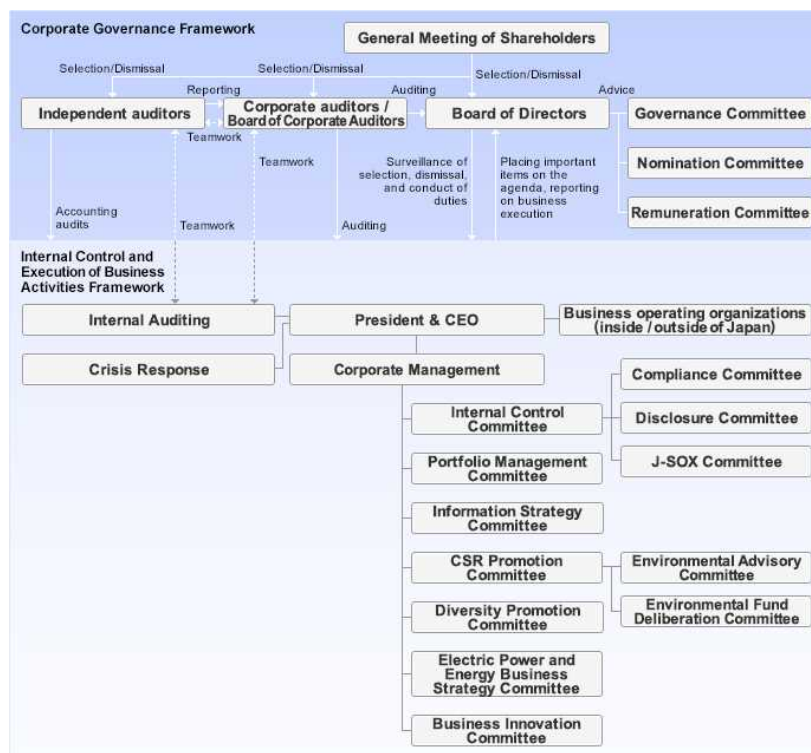 Corporate Governance Framework
General Meeting of Shareholders
Selection/Dismissal
Selection/Dismissal
Selection/Dismissal
Reporting
Auditing
Advice
Independent auditors
Corporate auditors /
Board of Corporate Auditors
Board of Directors
Governance Committee
Teamwork
Teamwork
Surveillance of
selection, dismissal,
and conduct of
duties
Placing important
items on the
agenda, reporting
on business
execution
Nomination Committee
Remuneration Committee
Accounting
audits
Teamwork
Auditing
Internal Control and
Execution of Business
Activities Framework
Internal Auditing
President & CEO
Business operating organizations
(inside / outside of Japan)
Crisis Response
Corporate Management
Compliance Committee
Internal Control
Committee
Disclosure Committee
Portfolio Management
Committee
J-SOX Committee
Information Strategy
Committee
CSR Promotion
Committee
Environmental Advisory
Committee
Diversity Promotion
Committee
Environmental Fund
Deliberation Committee
Electric Power and
Energy Business
Strategy Committee
Business Innovation
Committee